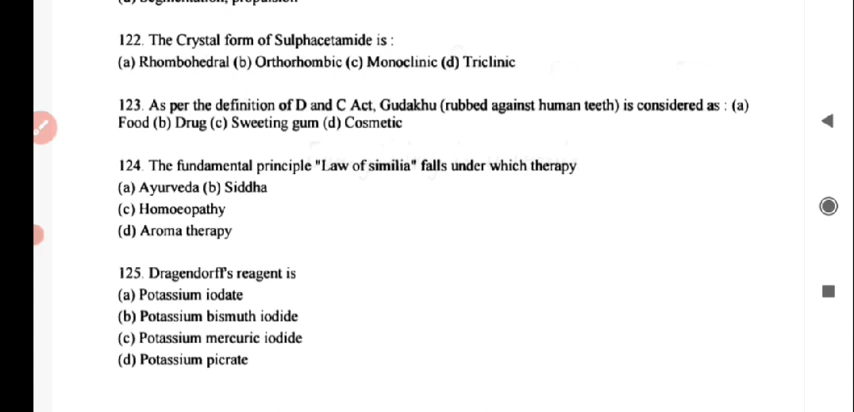 122. The Crystal form of Sulphacetamide is :
(a) Rhombohedral (b) Orthorhombic (c) Monoclinic (d) Triclinic
123. As per the definition of D and C Act, Gudakhu (rubbed against human teeth) is considered as : (a)
Food (b) Drug (c) Sweeting gum (d) Cosmetic
124. The fundamental principle "Law of similia" falls under which therapy
(a) Ayurveda (b) Siddha
(c) Homoeopathy
(d) Aroma therapy
125. Dragendorff's reagent is
(a) Potassium iodate
(b) Potassium bismuth iodide
(c) Potassium mercuric iodide
(d) Potassium picrate